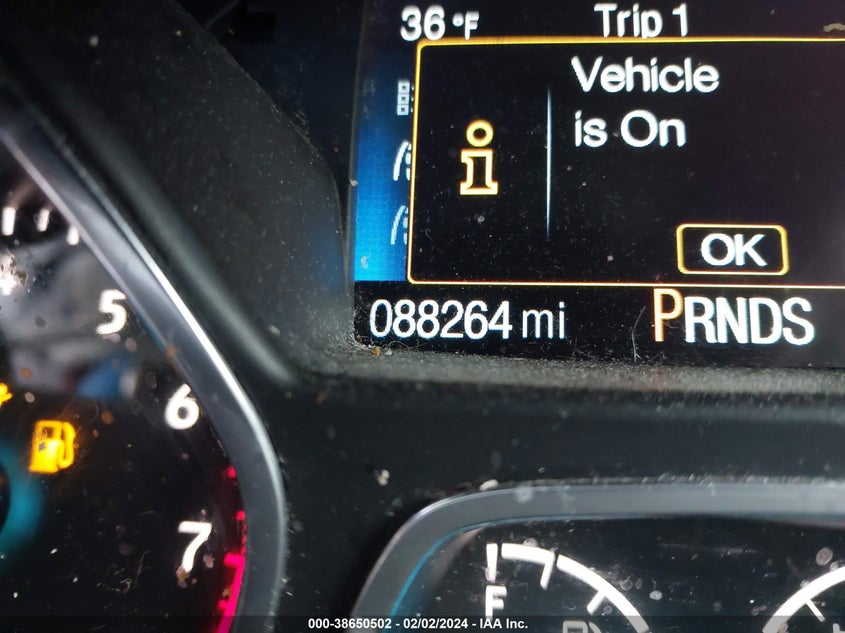 36 °F Trip 1
Vehicle
is On
i
OK
088264 mi PRNDS
5
6
7
F
000-38650502 - 02/02/2024 - IAA Inc.